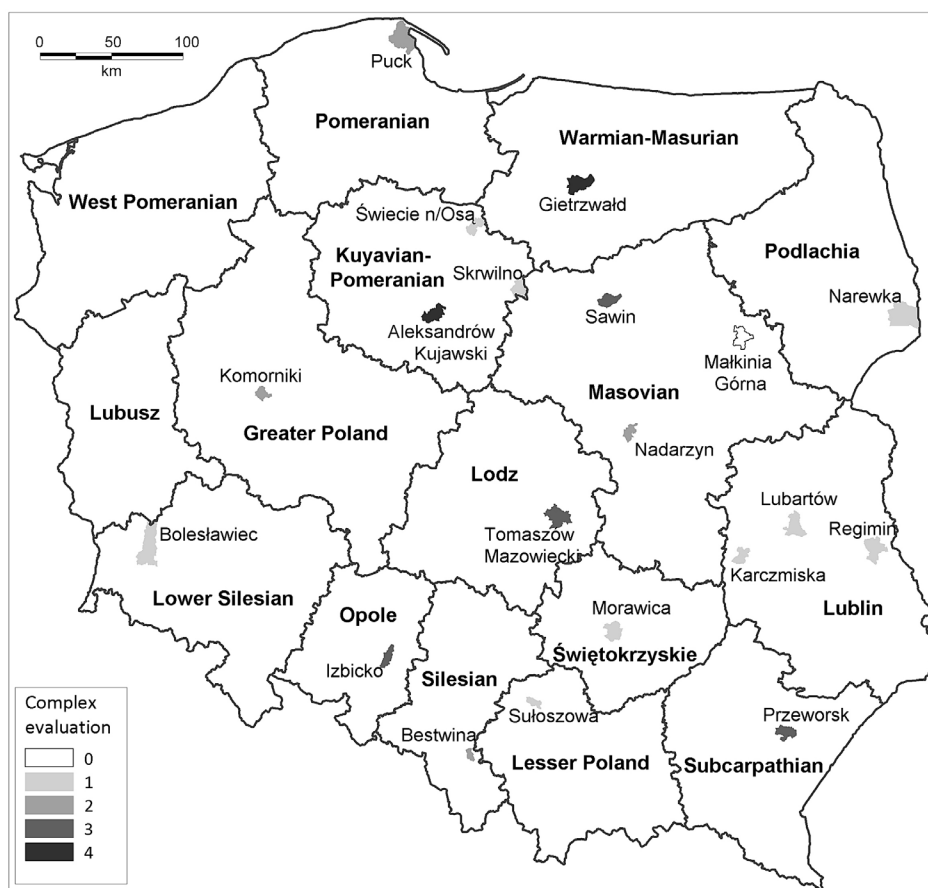 0 50 100
km
Puck
Pomeranian
Warmian-Masurian
West Pomeranian
Gietrzwałd
Świecie n/Osą
Kuyavian-
Pomeranian
Podlachia
Skrwilno
Narewka
Sawin
Aleksandrów
Kujawski
Małkinia
Górna
Komorniki
Lubusz
Masovian
Greater Poland
Nadarzyn
Lodz
Lubartów
Regimin
Bolesławiec
Tomaszów
Mazowiecki
Karczmiska
Lower Silesian
Opole
Morawica
Lublin
Świętokrzyskie
Izbicko
Silesian
Sułoszowa
Przeworsk
Bestwina
Lesser Poland
Subcarpathian
Complex
evaluation
0
1
2
3
4